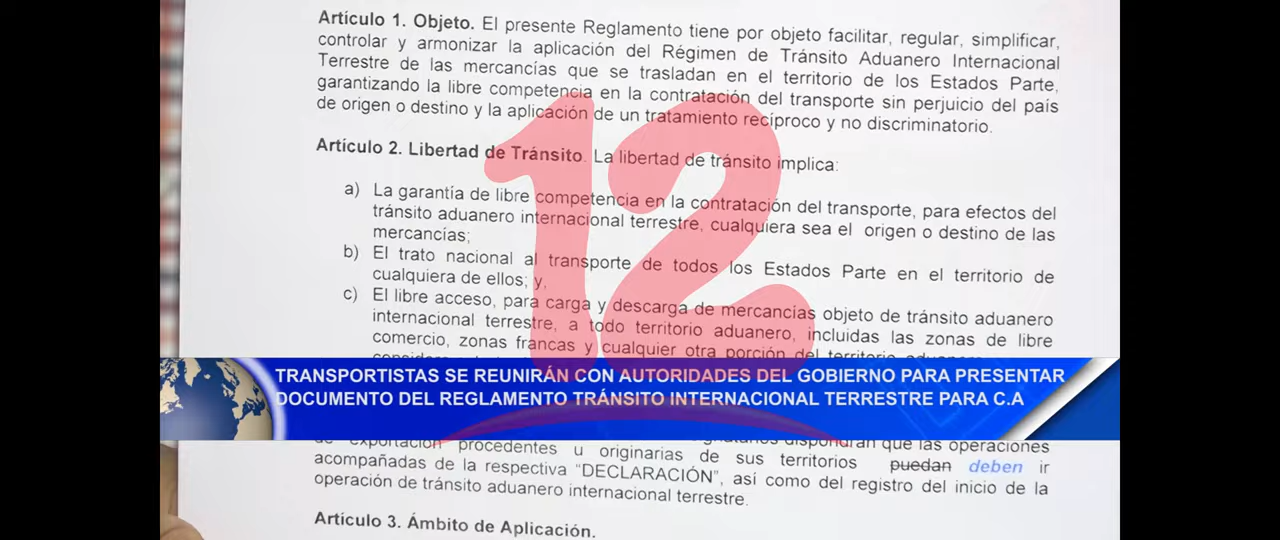 Artículo 1. Objeto. El presente Reglamento tiene por objeto facilitar, regular, simplificar,
controlar y armonizar la aplicación del Régimen de Tránsito Aduanero Internacional
Terrestre de las mercancías que se trasladan en el territorio de los Estados Parte,
garantizando la libre competencia en la contratación del transporte sin perjuicio del país
de origen o destino y la aplicación de un tratamiento recíproco y no discriminatorio.
Artículo 2. Libertad de Tránsito. La libertad de tránsito implica:
a) La garantía de libre competencia en la contratación del transporte, para efectos del
tránsito aduanero internacional terrestre, cualquiera sea el origen o destino de las
mercancías;
b) El trato nacional al transporte de todos los Estados Parte en el territorio de
cualquiera de ellos; y,
c) El libre acceso, para carga y descarga de mercancías objeto de tránsito aduanero
internacional terrestre, a todo territorio aduanero, incluidas las zonas de libre
comercio, zonas francas y cualquier otra porción del territorio
12
TRANSPORTISTAS SE REUNIRÁN CON AUTORIDADES DEL GOBIERNO PARA PRESENTAR
DOCUMENTO DEL REGLAMENTO TRÁNSITO INTERNACIONAL TERRESTRE PARA C.A
dispondrán que las operaciones
de exportación procedentes u originarias de sus territorios puedan deben ir
acompañadas de la respectiva “DECLARACIÓN”, así como del registro del inicio de la
operación de tránsito aduanero internacional terrestre.
Artículo 3. Ámbito de Aplicación.